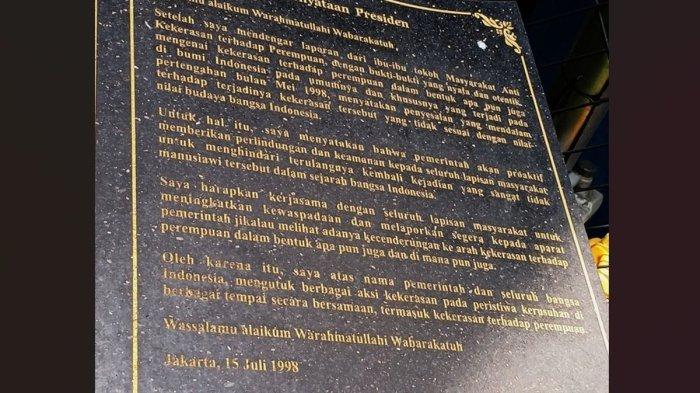 nyataan Presiden
mu alaikum Warahmatullahi Wabarakatuh,
Setelah saya mendengar laporan dari ibu-ibu tokoh Masyarakat Anti
Kekerasan terhadap Perempuan, dengan bukti-bukti yang nyata dan otentik,
mengenai kekerasan terhadap perempuan dalam bentuk apa pun juga
di bumi Indonesia pada umumnya dan khususnya yang terjadi pada
pertengahan bulan Mei 1998, menyatakan penyesalan yang mendalam
terhadap terjadinya kekerasan tersebut yang tidak sesuai dengan nilai-
nilai budaya bangsa Indonesia.
Untuk hal itu, saya menyatakan bahwa pemerintah akan proaktif
memberikan perlindungan dan keamanan kepada seluruh lapisan masyarakat
untuk menghindari terulangnya kembali kejadian yang sangat tidak
manusiawi tersebut dalam sejarah bangsa Indonesia.
Saya harapkan kerjasama dengan seluruh lapisan masyarakat untuk
meningkatkan kewaspadaan dan melaporkan segera kepada aparat
pemerintah jikalau melihat adanya kecenderungan ke arah kekerasan terhadap
perempuan dalam bentuk apa pun juga dan di mana pun juga.
Oleh karena itu, saya atas nama pemerintah dan seluruh bangsa
Indonesia, mengutuk berbagai aksi kekerasan pada peristiwa kerusuhan di
berbagai tempat secara bersamaan, termasuk kekerasan terhadap perempuan.
Wassalamu alaikum Warahmatullahi Wabarakatuh
Jakarta, 15 Juli 1998